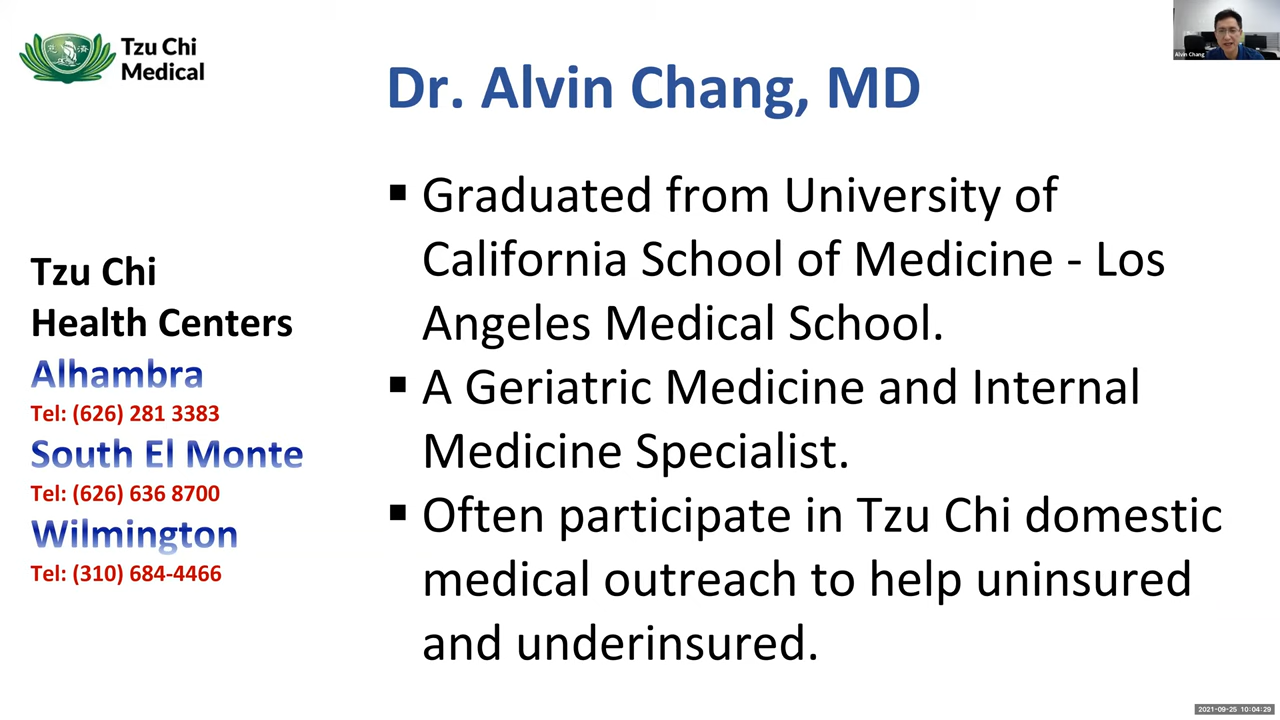 Tzu Chi
Medical
Alvin Chang
Dr. Alvin Chang, MD
▪ Graduated from University of
California School of Medicine - Los
Angeles Medical School.
▪ A Geriatric Medicine and Internal
Medicine Specialist.
▪ Often participate in Tzu Chi domestic
medical outreach to help uninsured
and underinsured.
Tzu Chi
Health Centers
Alhambra
Tel: (626) 281 3383
South El Monte
Tel: (626) 636 8700
Wilmington
Tel: (310) 684-4466
2021-09-25 10:04:29